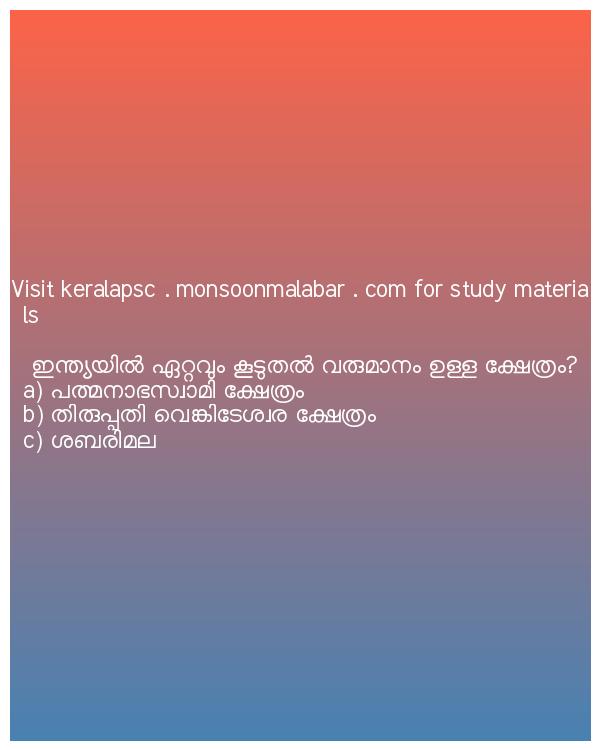 Visit keralapsc . monsoonmalabar . com for study materia
ls
ഇന്ത്യയിൽ ഏറ്റവും കൂടുതൽ വരുമാനം ഉള്ള ക്ഷേത്രം?
a) പത്മനാഭസ്വാമി ക്ഷേത്രം
b) തിരുപ്പതി വെങ്കിടേശ്വര ക്ഷേത്രം
c) ശബരിമല